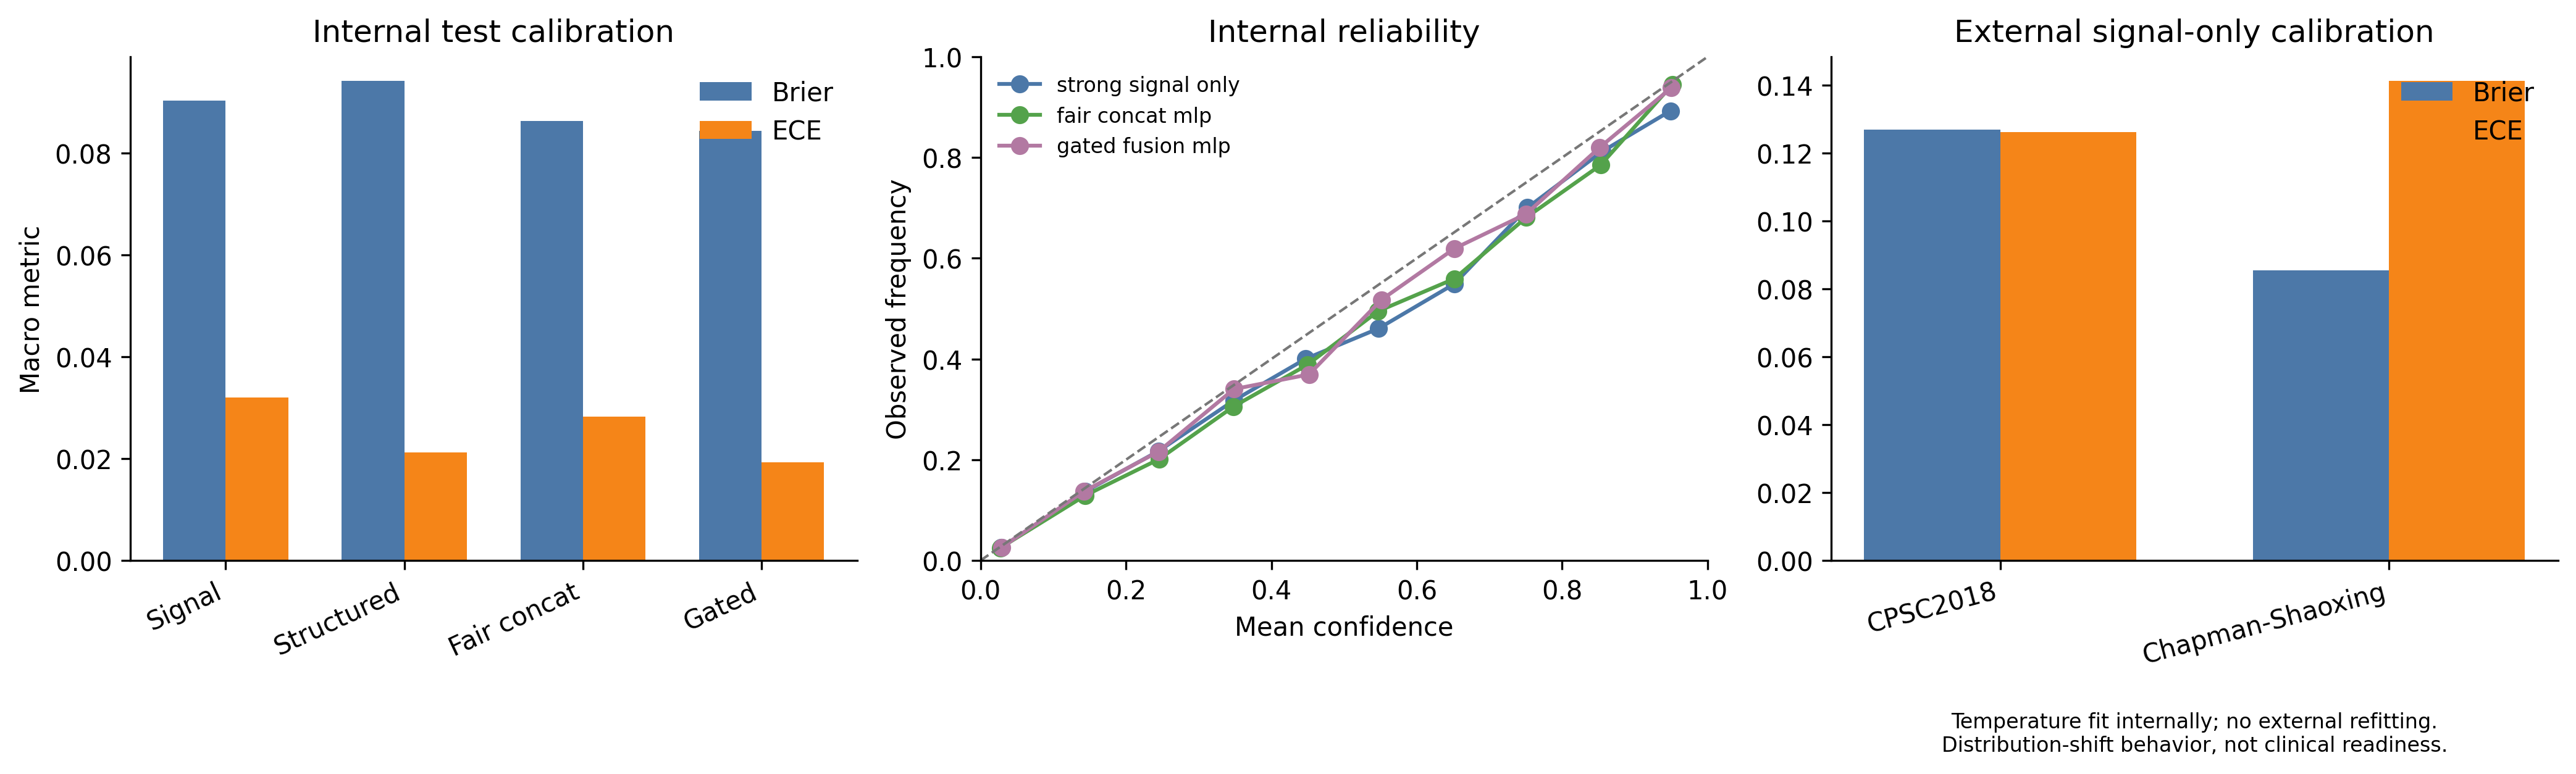 Internal test calibration
Macro metric
0.08
0.06
0.04
0.02
0.00
Brier
ECE
Signal
Structured
Fair concat
Gated
Internal reliability
Observed frequency
1.0
0.8
0.6
0.4
0.2
0.0
strong signal only
fair concat mlp
gated fusion mlp
0.0 0.2 0.4 0.6 0.8 1.0
Mean confidence
External signal-only calibration
0.14
0.12
0.10
0.08
0.06
0.04
0.02
0.00
Brier
ECE
CPSC2018
Chapman-Shaoxing
Temperature fit internally; no external refitting.
Distribution-shift behavior, not clinical readiness.